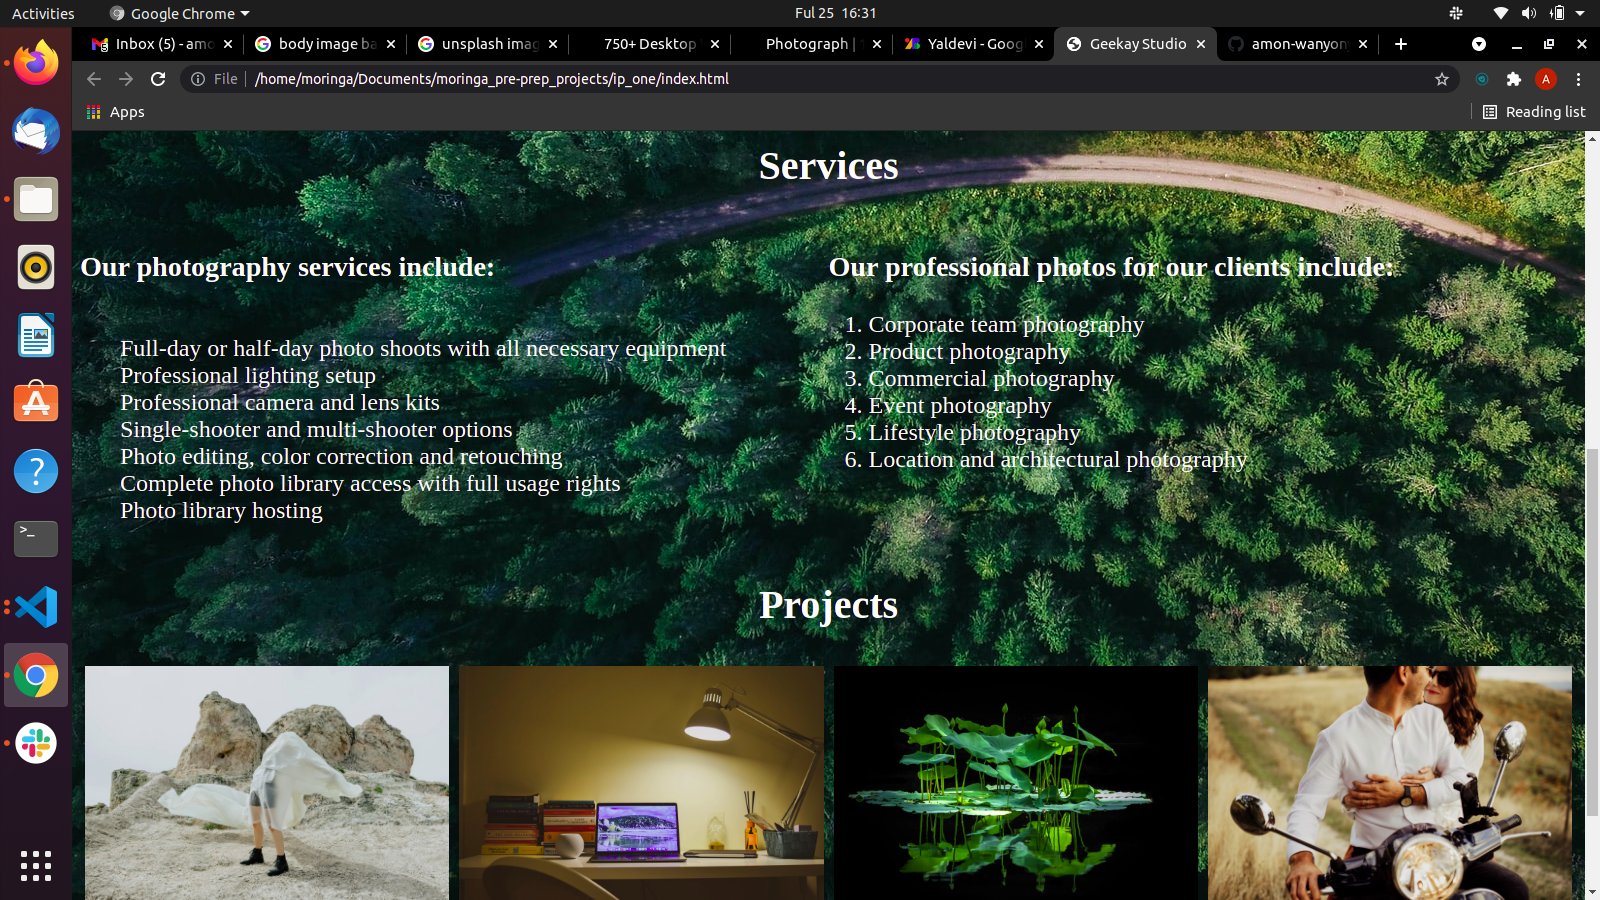 Activities
Google Chrome
Ful 25 16:31
Inbox (5) - amo
body image ba
unsplash imag
750+ Desktop
Photograph |
Yaldevi - Goog
Geekay Studio
amon-wanyony
File
/home/moringa/Documents/moringa_pre-prep_projects/ip_one/index.html
A
Apps
Reading list
Services
Our photography services include:
Full-day or half-day photo shoots with all necessary equipment
Professional lighting setup
Professional camera and lens kits
Single-shooter and multi-shooter options
Photo editing, color correction and retouching
Complete photo library access with full usage rights
Photo library hosting
Our professional photos for our clients include:
1. Corporate team photography
2. Product photography
3. Commercial photography
4. Event photography
5. Lifestyle photography
6. Location and architectural photography
Projects